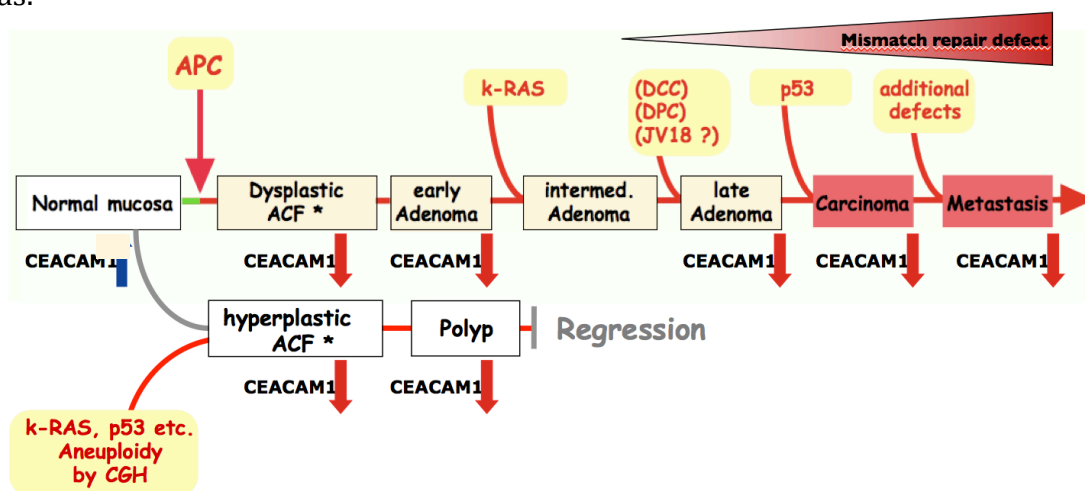 us.
Mismatch repair defect
APC
k-RAS
(DCC)
(DPC)
(JV18 ?)
p53
additional
defects
Normal mucosa
Dysplastic
ACF *
early
Adenoma
intermed.
Adenoma
late
Adenoma
Carcinoma
Metastasis
CEACAM1
CEACAM1
CEACAM1
CEACAM1
CEACAM1
CEACAM1
hyperplastic
ACF *
Polyp
Regression
CEACAM1
CEACAM1
k-RAS, p53 etc.
Aneuploidy
by CGH